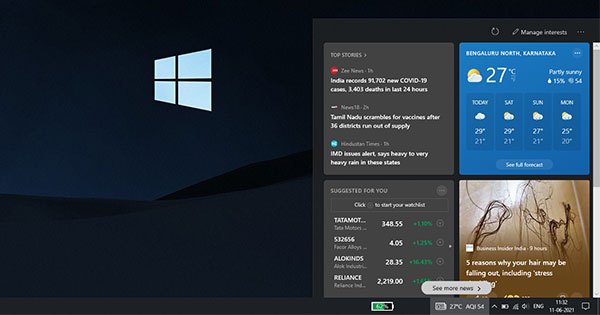 Manage interests
TOP STORIES >
Zee News · 1h
India records 91,702 new COVID-19
cases, 3,403 deaths in last 24 hours
News18 · 2h
Tamil Nadu scrambles for vaccines after
36 districts run out of supply
Hindustan Times · 1h
IMD issues alert, says heavy to very
heavy rain in these states
BENGALURU NORTH, KARNATAKA
27°C
F
Partly sunny
15% 54
TODAY SAT SUN MON
29° 29° 27° 25°
21° 21° 21° 20°
See full forecast
SUGGESTED FOR YOU
Click to start your watchlist
TATAMOT... 348.55 +1.10%
Tata Motors ...
532656 4.05 +1.25%
Facor Alloys ...
ALOKINDS 28.35 +16.43%
Alok Industri...
RELIANCE 2,219.00
Reliance Ind...
Business Insider India · 9 hours
5 reasons why your hair may
be falling out, including 'stress
See more news >
62%
27°C AQI 54
ENG
11:32
11-06-2021